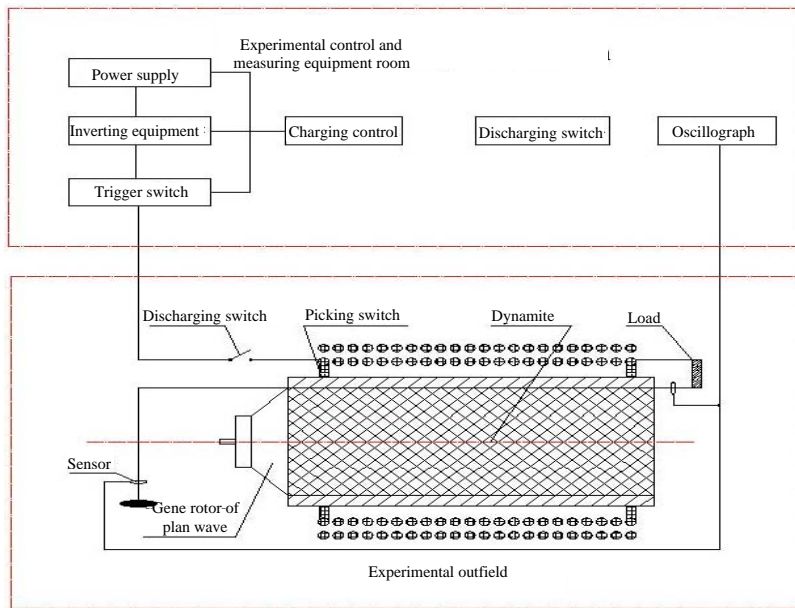 Experimental control and
measuring equipment room
Power supply
Inverting equipment
Charging control
Discharging switch
Oscillograph
Trigger switch
Discharging switch
Picking switch
Dynamite
Load
Sensor
Gene rotor of
plan wave
Experimental outfield